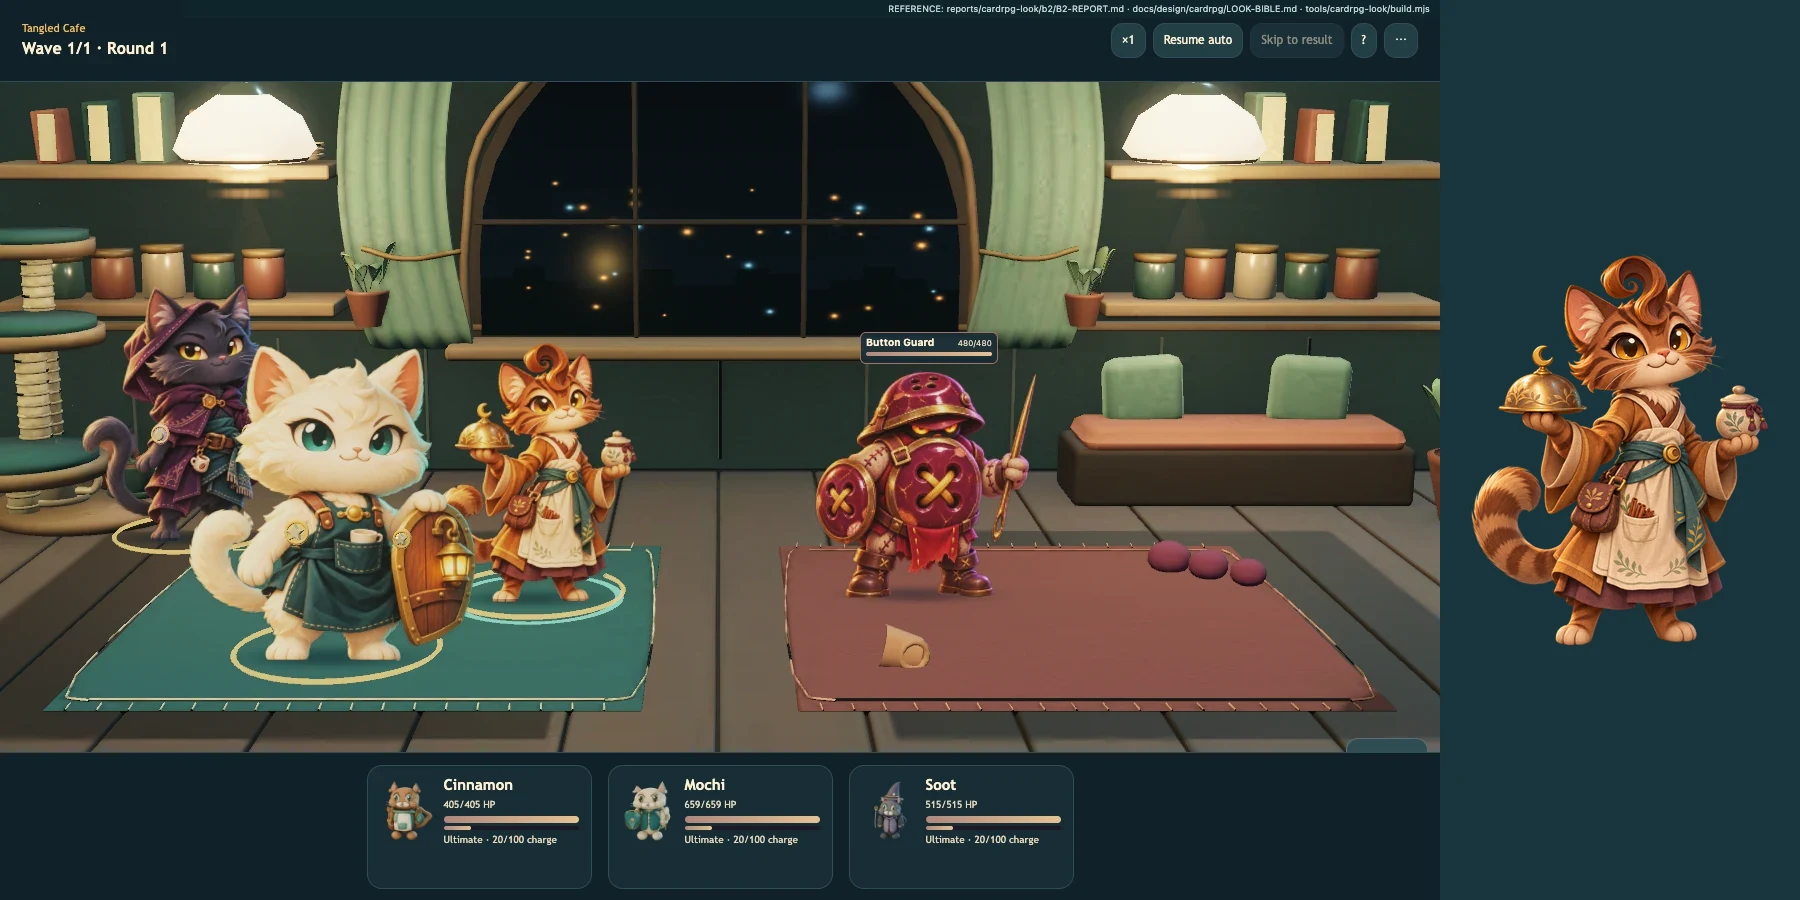 REFERENCE: reports/cardrpg-look/b2/B2-REPORT.md · docs/design/cardrpg/LOOK-BIBLE.md · tools/cardrpg-look/build.mjs
Tangled Cafe
Wave 1/1 · Round 1
×1
Resume auto
Skip to result
?
···
Button Guard 480/480
Cinnamon
405/405 HP
Ultimate · 20/100 charge
Mochi
659/659 HP
Ultimate · 20/100 charge
Soot
515/515 HP
Ultimate · 20/100 charge